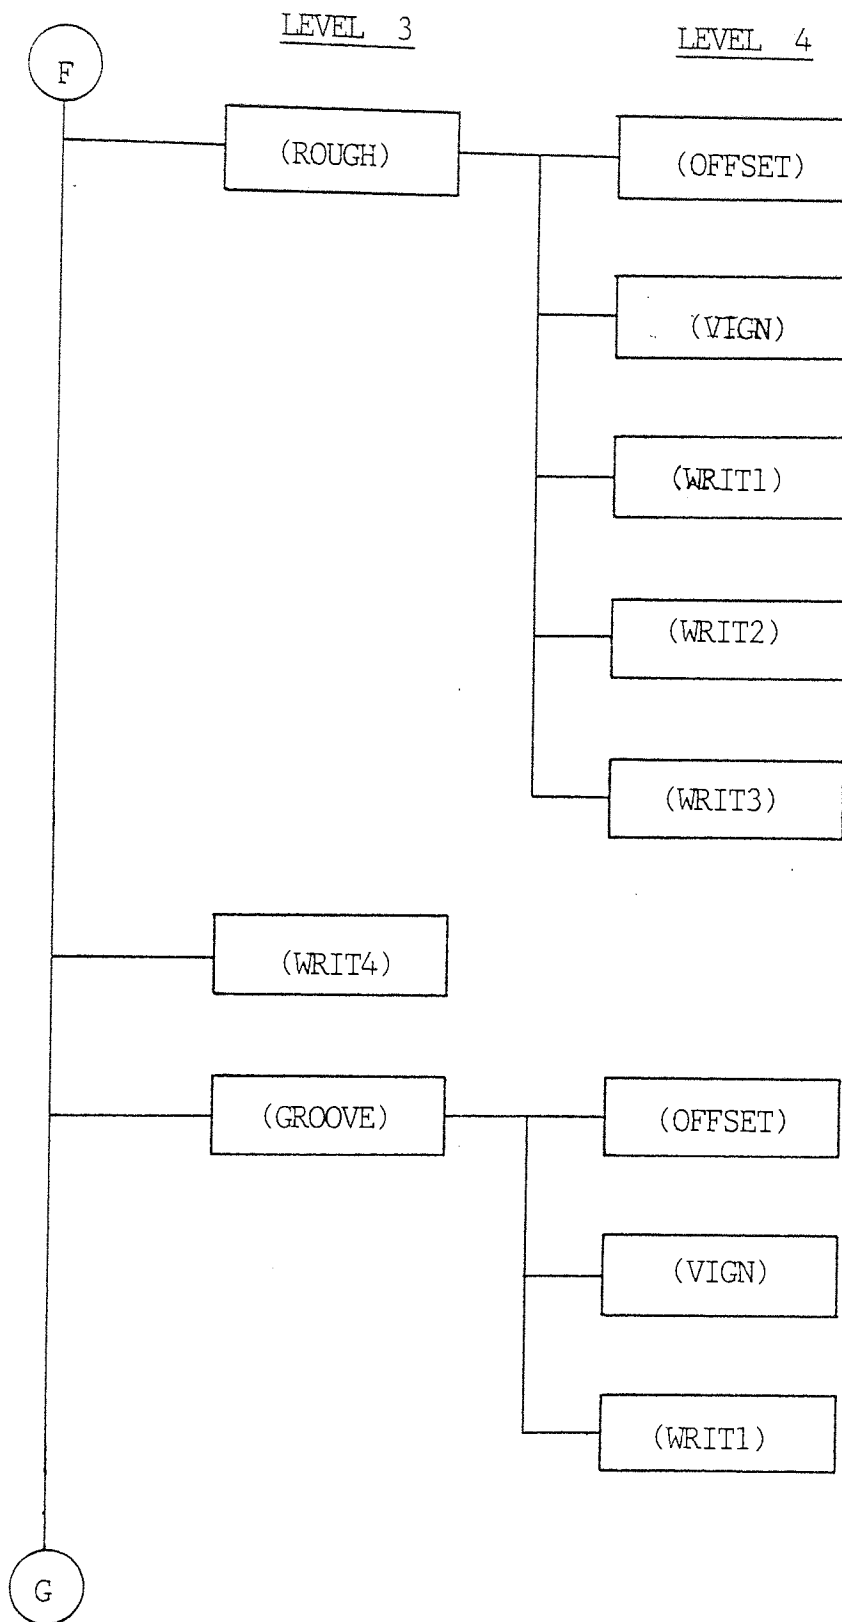 LEVEL 3
LEVEL 4
F
(ROUGH)
(OFFSET)
(VIGN)
(WRIT1)
(WRIT2)
(WRIT3)
(WRIT4)
(GROOVE)
(OFFSET)
(VIGN)
(WRIT1)
G